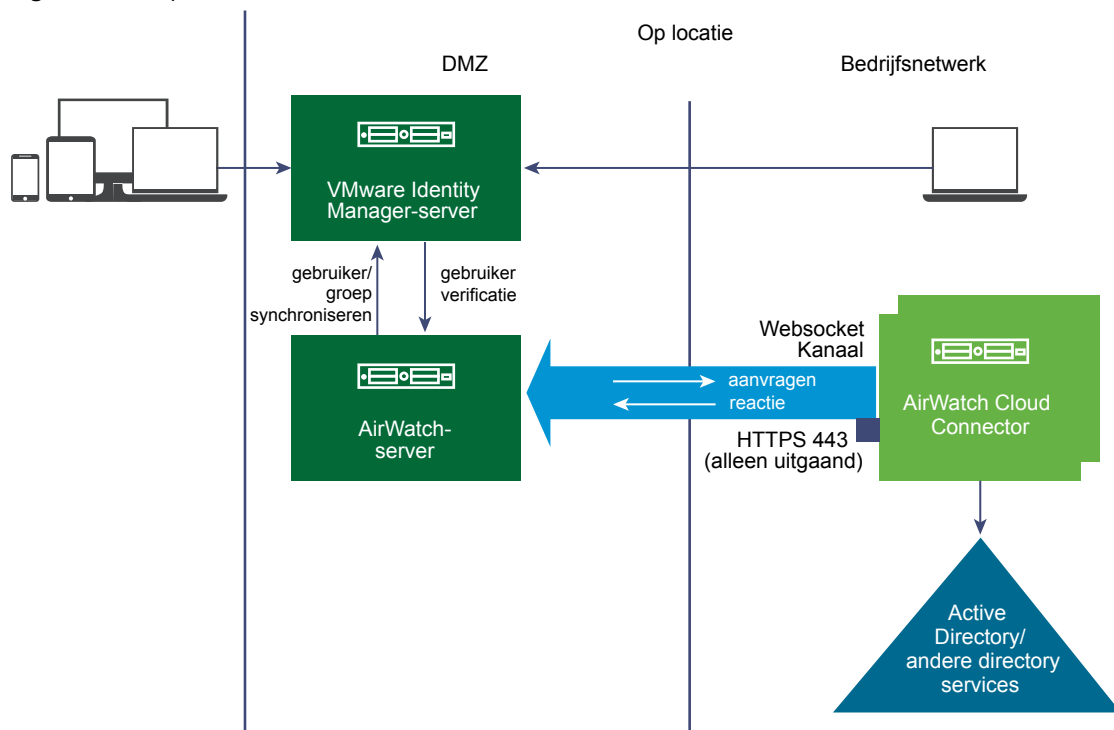 Op locatie
DMZ
Bedrijfsnetwerk
VMware Identity
Manager-server
gebruiker/
groep
synchroniseren
gebruiker
verificatie
Websocket
Kanaal
aanvragen
reactie
AirWatch-
server
HTTPS 443
(alleen uitgaand)
AirWatch Cloud
Connector
Active
Directory/
andere directory
services